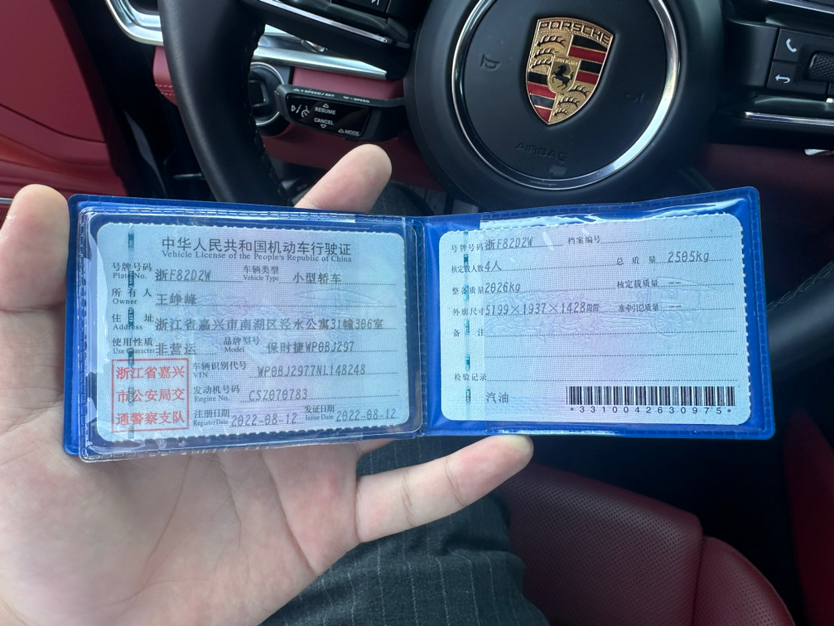 PORSCHE
AIRBAG
RESUME
CANCEL
MODE
中华人民共和国机动车行驶证
Vehicle License of the People's Republic of China
号牌号码 浙F82D2W 车辆类型 小型轿车
Plate No. Vehicle Type
所有人 王峥峰
Owner
住址 浙江省嘉兴市南湖区泾水公寓31幢306室
Address
使用性质 非营运 品牌型号 保时捷WP0BJ297
Use Character Model
浙江省嘉兴
市公安局交
通警察支队
车辆识别代号 WP0BJ2977NL148248
VIN
发动机号码 CSZ070783
Engine No.
注册日期 2022-08-12 发证日期 2022-08-12
Register Date Issue Date
号牌号码 浙F82D2W 档案编号
核定载人数 4人 总质量 2505kg
整备质量 2026kg 核定载质量 --
外廓尺寸 5199×1937×1428mm 准牵引总质量 --
备注
检验记录
汽油
*3310042630975*